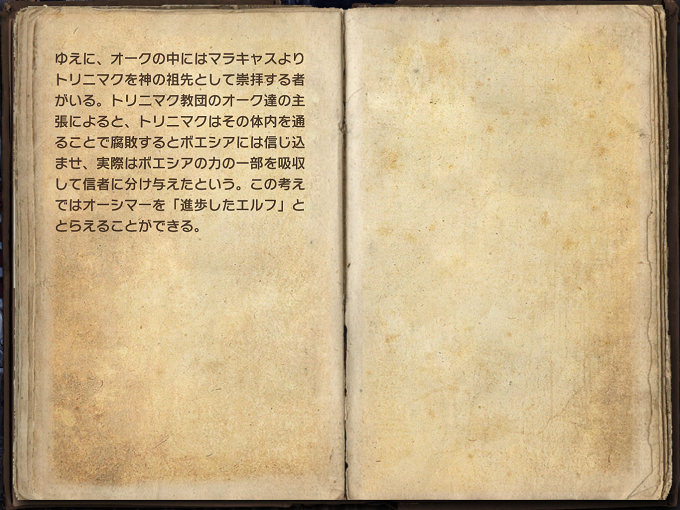 ゆえに、オークの中にはマラキャスより
トリニマクを神の祖先として崇拝する者
がいる。トリニマク教団のオーク達の主
張によると、トリニマクはその体内を通
ることで腐敗するとボエシアには信じ込
ませ、実際はボエシアの力の一部を吸収
して信者に分け与えたという。この考え
ではオーシマーを「進歩したエルフ」と
とらえることができる。